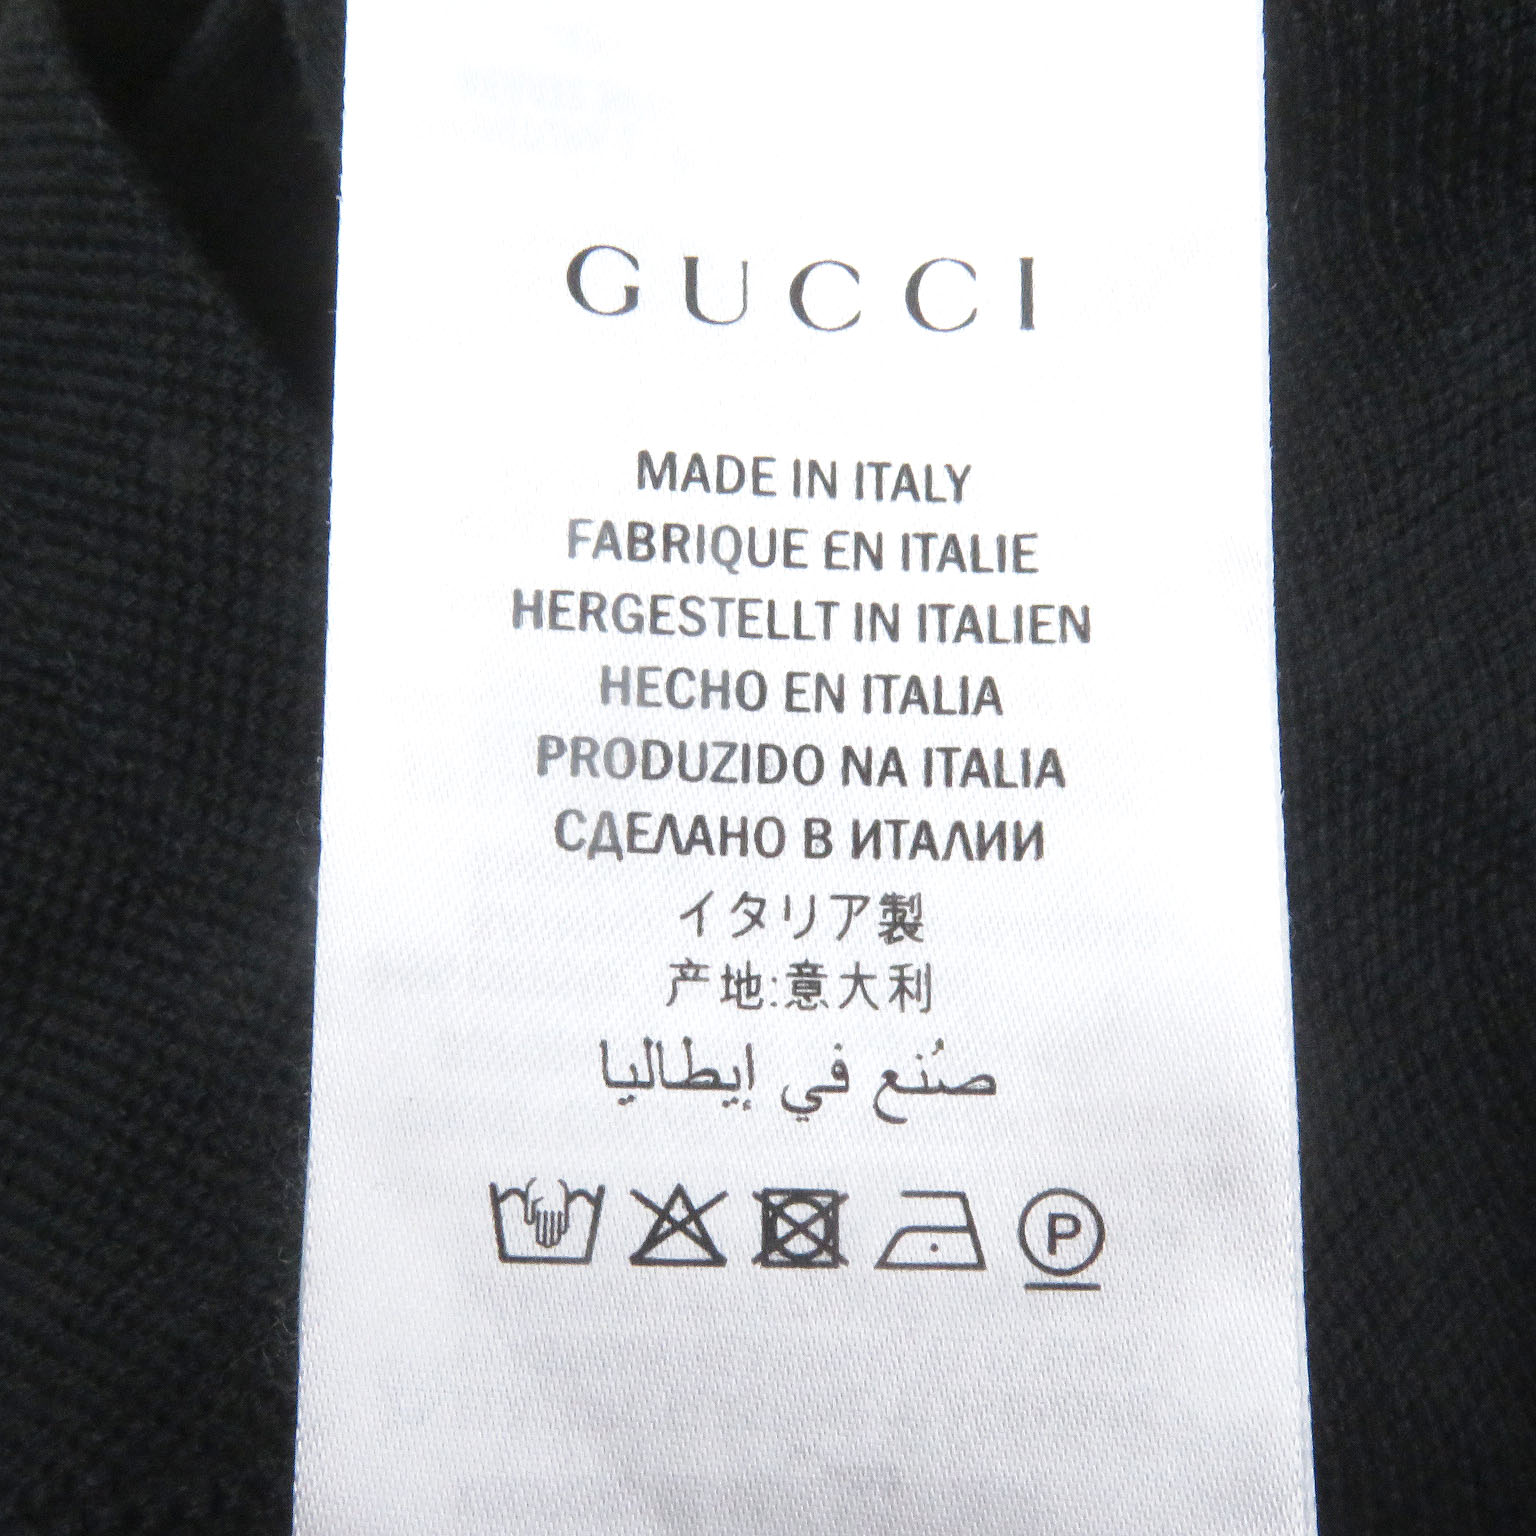 GUCCI
MADE IN ITALY
FABRIQUE EN ITALIE
HERGESTELLT IN ITALIEN
HECHO EN ITALIA
PRODUZIDO NA ITALIA
СДЕЛАНО В ИТАЛИИ
イタリア製
产地:意大利
صُنع في إيطاليا
P